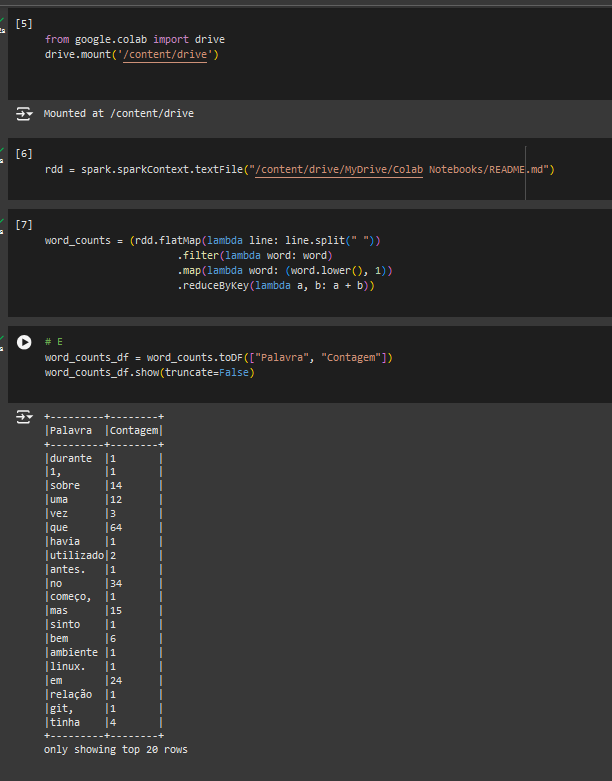 [5]
from google.colab import drive
drive.mount('/content/drive')
Mounted at /content/drive
[6]
rdd = spark.sparkContext.textFile("/content/drive/MyDrive/Colab Notebooks/README.md")
[7]
word_counts = (rdd.flatMap(lambda line: line.split(" "))
.filter(lambda word: word)
.map(lambda word: (word.lower(), 1))
.reduceByKey(lambda a, b: a + b))
# E
word_counts_df = word_counts.toDF(["Palavra", "Contagem"])
word_counts_df.show(truncate=False)
+---------+--------+
|Palavra  |Contagem|
+---------+--------+
|durante  |1       |
|1,       |1       |
|sobre    |14      |
|uma      |12      |
|vez      |3       |
|que      |64      |
|havia    |1       |
|utilizado|2       |
|antes.   |1       |
|no       |34      |
|começo,  |1       |
|mas      |15      |
|sinto    |1       |
|bem      |6       |
|ambiente |1       |
|linux.   |1       |
|em       |24      |
|relação  |1       |
|git,     |1       |
|tinha    |4       |
+---------+--------+
only showing top 20 rows